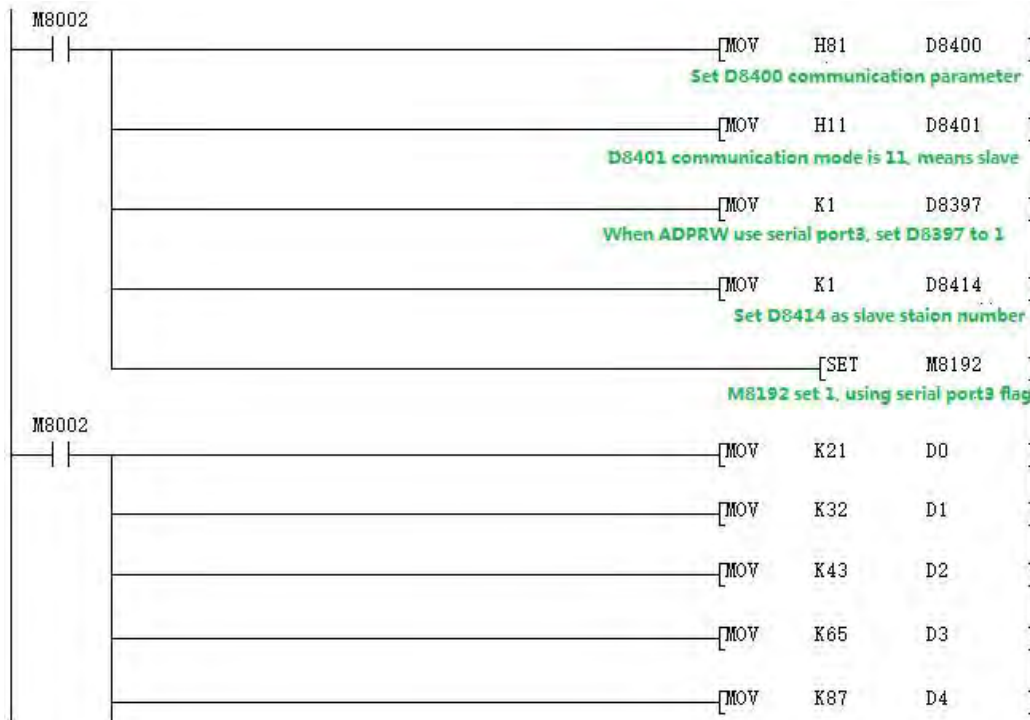 M8002
MOV H81 D8400
Set D8400 communication parameter
MOV H11 D8401
D8401 communication mode is 11, means slave
MOV K1 D8397
When ADPRW use serial port3, set D8397 to 1
MOV K1 D8414
Set D8414 as slave staion number
SET M8192
M8192 set 1, using serial port3 flag
M8002
MOV K21 D0
MOV K32 D1
MOV K43 D2
MOV K65 D3
MOV K87 D4